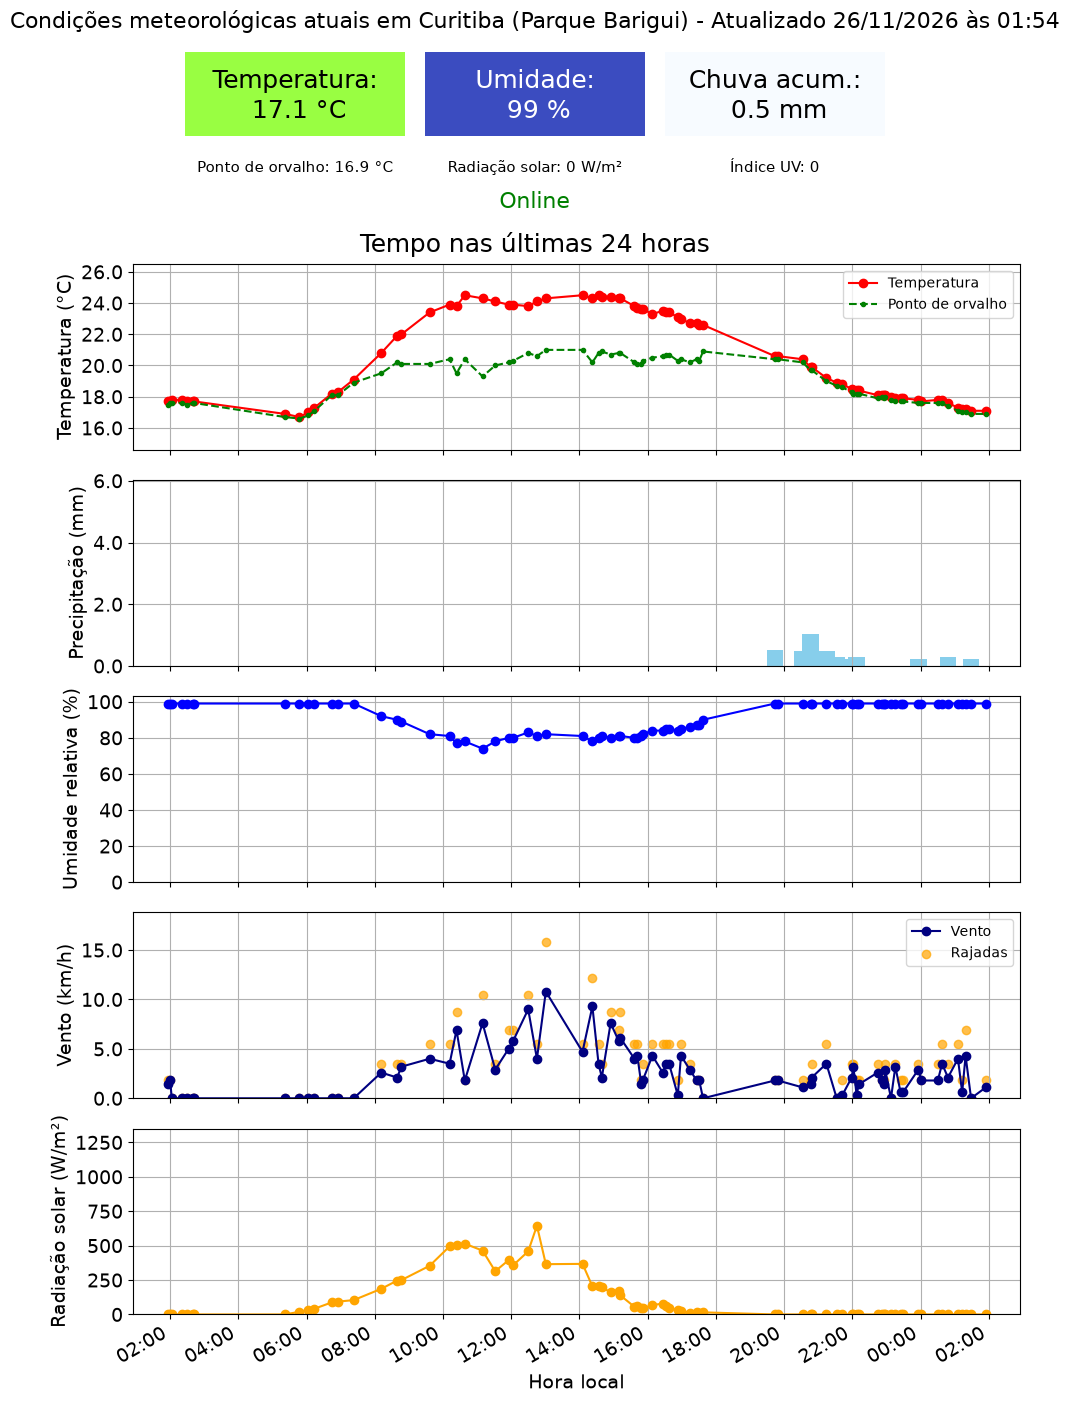 Condições meteorológicas atuais em Curitiba (Parque Barigui) - Atualizado 26/11/2026 às 01:54
Temperatura:
17.1 °C
Umidade:
99 %
Chuva acum.:
0.5 mm
Ponto de orvalho: 16.9 °C
Radiação solar: 0 W/m²
Índice UV: 0
Online
Tempo nas últimas 24 horas
Temperatura (°C)
26.0
24.0
22.0
20.0
18.0
16.0
Temperatura
Ponto de orvalho
Precipitação (mm)
6.0
4.0
2.0
0.0
Umidade relativa (%)
100
80
60
40
20
0
Vento (km/h)
15.0
10.0
5.0
0.0
Vento
Rajadas
Radiação solar (W/m²)
1250
1000
750
500
250
0
02:00 04:00 06:00 08:00 10:00 12:00 14:00 16:00 18:00 20:00 22:00 00:00 02:00
Hora local